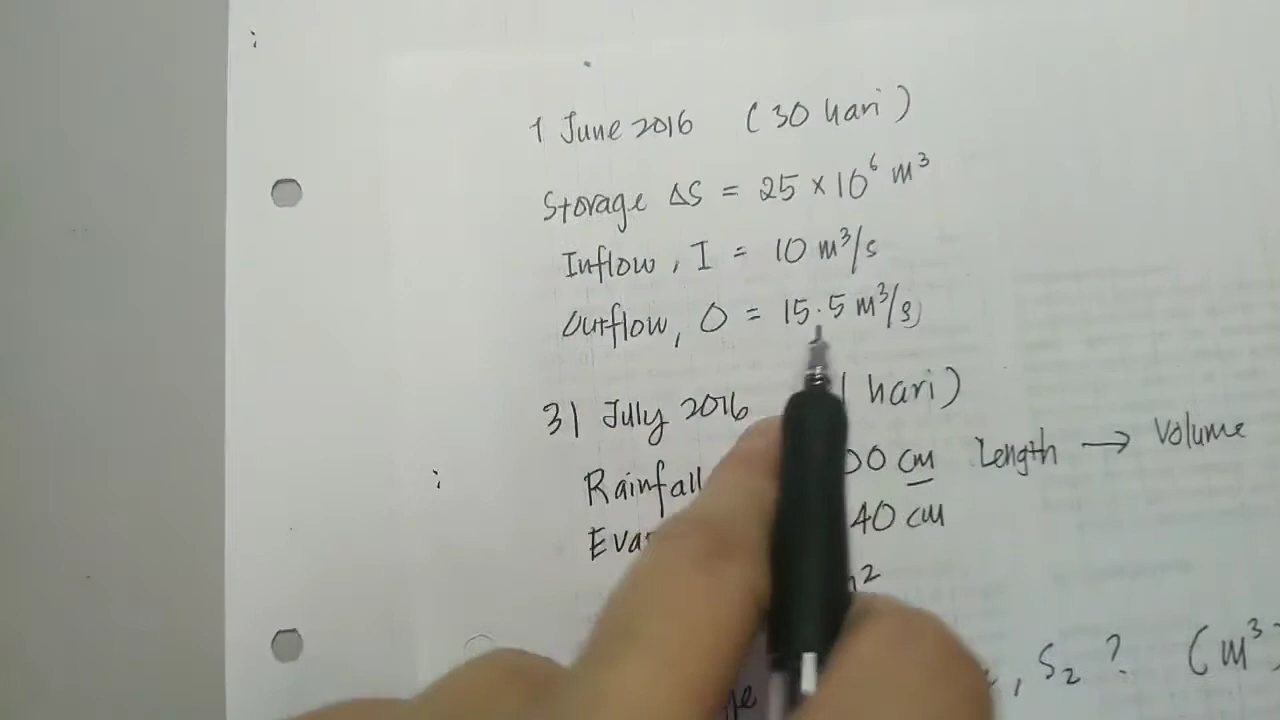 1 June 2016 (30 hari)
Storage ΔS = 25 × 10⁶ m³
Inflow, I = 10 m³/s
Outflow, O = 15.5 m³/s
31 July 2016 hari)
Rainfall 00 cm Length → Volume
Eva 40 cm
, S₂ ? (m³)